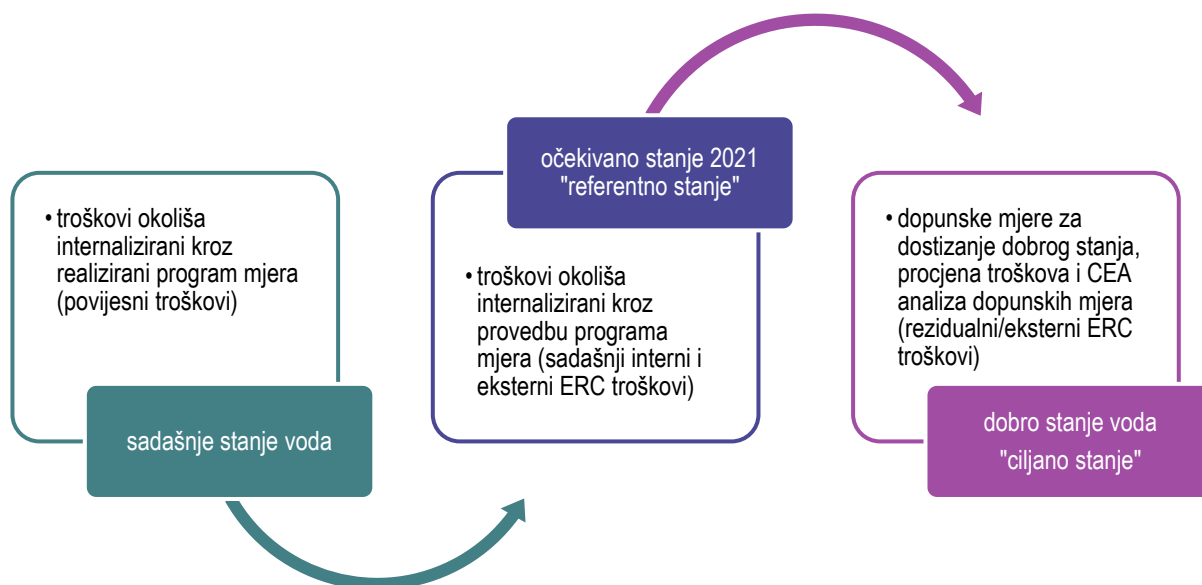 • troškovi okoliša
internalizirani kroz
realizirani program mjera
(povijesni troškovi)
sadašnje stanje voda
očekivano stanje 2021
"referentno stanje"
• troškovi okoliša
internalizirani kroz
provedbu programa
mjera (sadašnji interni i
eksterni ERC troškovi)
• dopunske mjere za
dostizanje dobrog stanja,
procjena troškova i CEA
analiza dopunskih mjera
(rezidualni/eksterni ERC
troškovi)
dobro stanje voda
"ciljano stanje"